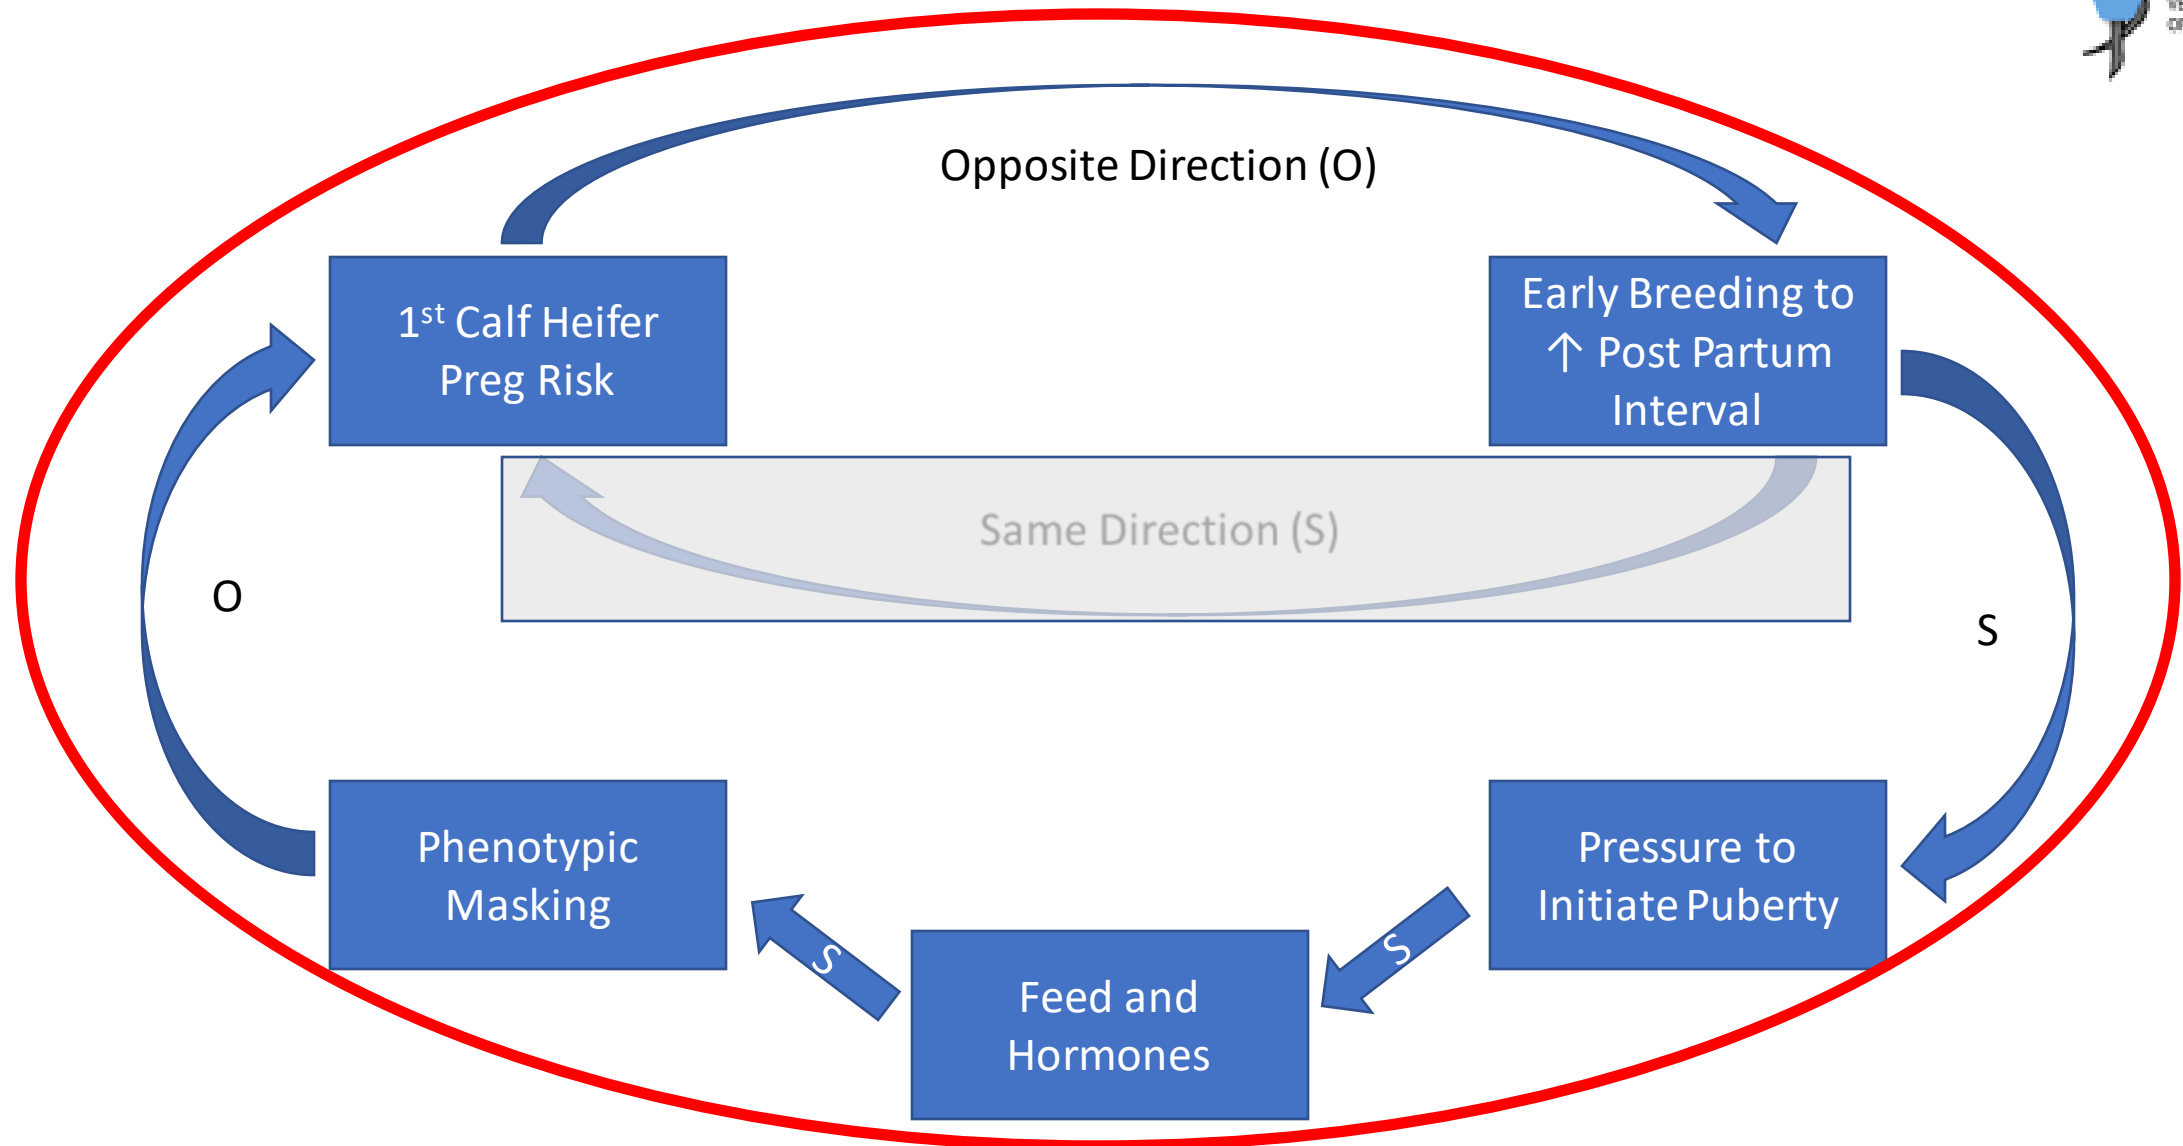 Opposite Direction (O)
1st Calf Heifer
Preg Risk
Early Breeding to
↑ Post Partum
Interval
Same Direction (S)
O
S
Phenotypic
Masking
S
Feed and
Hormones
S
Pressure to
Initiate Puberty